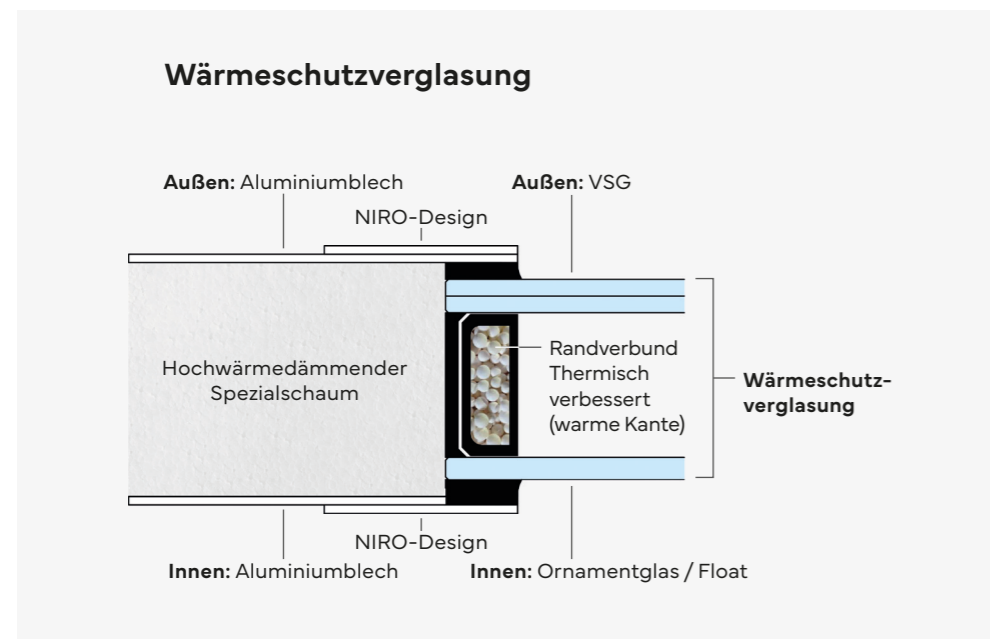 Wärmeschutzverglasung
Außen: Aluminiumblech
Außen: VSG
NIRO-Design
Hochwärmedämmender
Spezialschaum
Randverbund
Thermisch
verbessert
(warme Kante)
Wärmeschutz-
verglasung
NIRO-Design
Innen: Aluminiumblech
Innen: Ornamentglas / Float